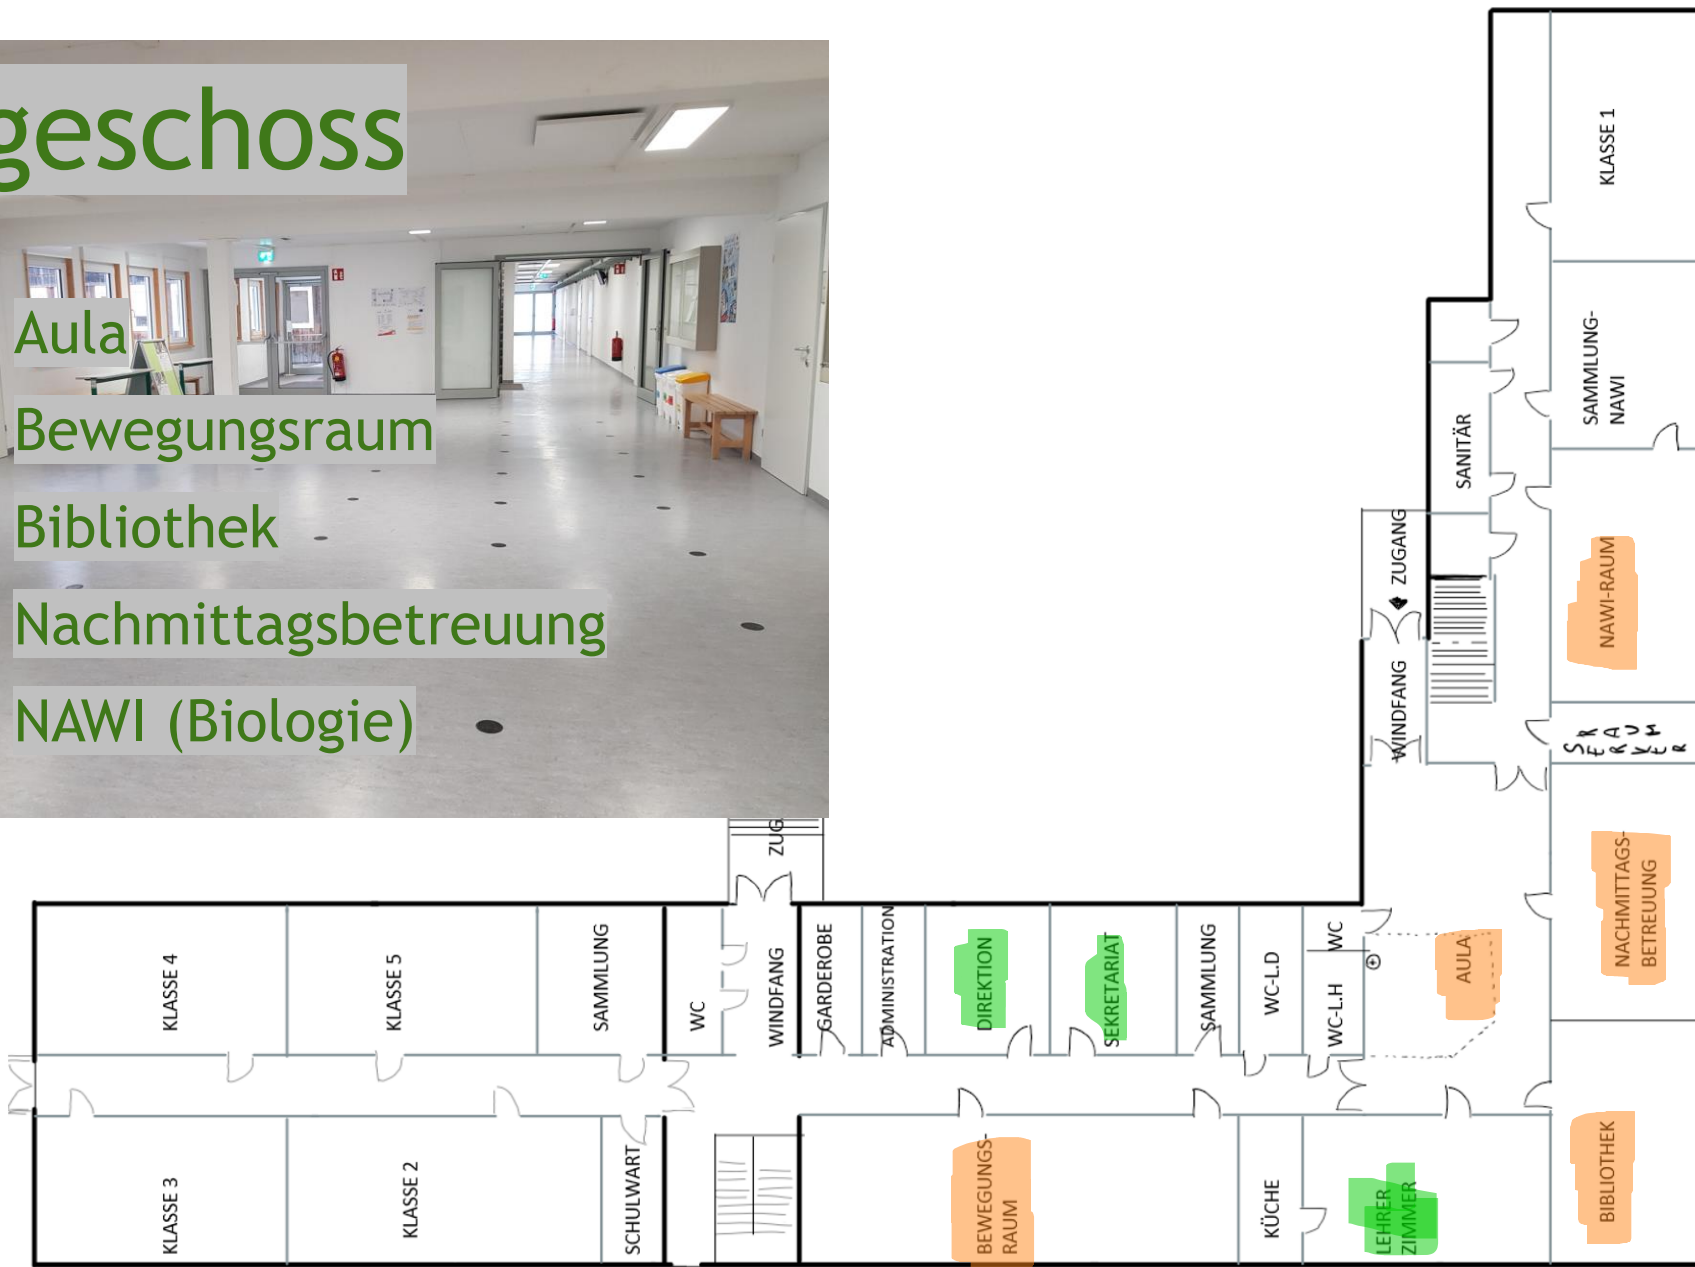 geschoss
Aula
Bewegungsraum
Bibliothek
Nachmittagsbetreuung
NAWI (Biologie)
KLASSE 1
SAMMLUNG-
NAWI
SANITÄR
ZUGANG
NAWI-RAUM
WINDFANG
SERRAUVKMER
NACHMITTAGS-
BETREUUNG
ZUG
KLASSE 4
KLASSE 5
SAMMLUNG
WC
WINDFANG
GARDEROBE
ADMINISTRATION
DIREKTION
SEKRETARIAT
SAMMLUNG
WC-L.D
WC
WC-L.H
AULA
KLASSE 3
KLASSE 2
SCHULWART
BEWEGUNGS-
RAUM
KÜCHE
LEHRER
ZIMMER
BIBLIOTHEK